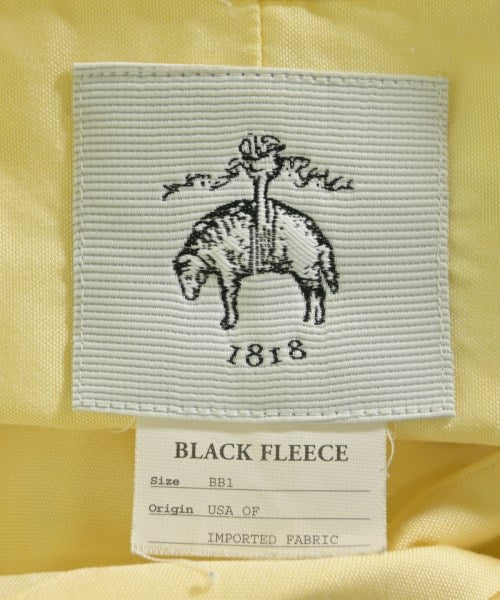 1818
BLACK FLEECE
Size BB1
Origin USA OF
IMPORTED FABRIC